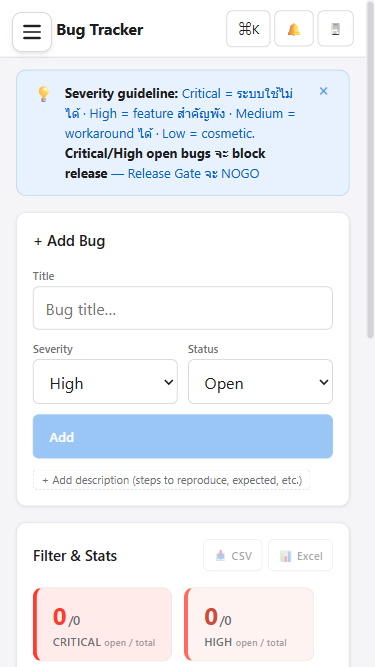 Bug Tracker
⌘K
Severity guideline: Critical = ระบบใช้ไม่
ได้ · High = feature สำคัญพัง · Medium =
workaround ได้ · Low = cosmetic.
Critical/High open bugs จะ block
release — Release Gate จะ NOGO
×
+ Add Bug
Title
Bug title...
Severity
Status
High
Open
Add
+ Add description (steps to reproduce, expected, etc.)
Filter & Stats
CSV
Excel
0/0
CRITICAL open / total
0/0
HIGH open / total